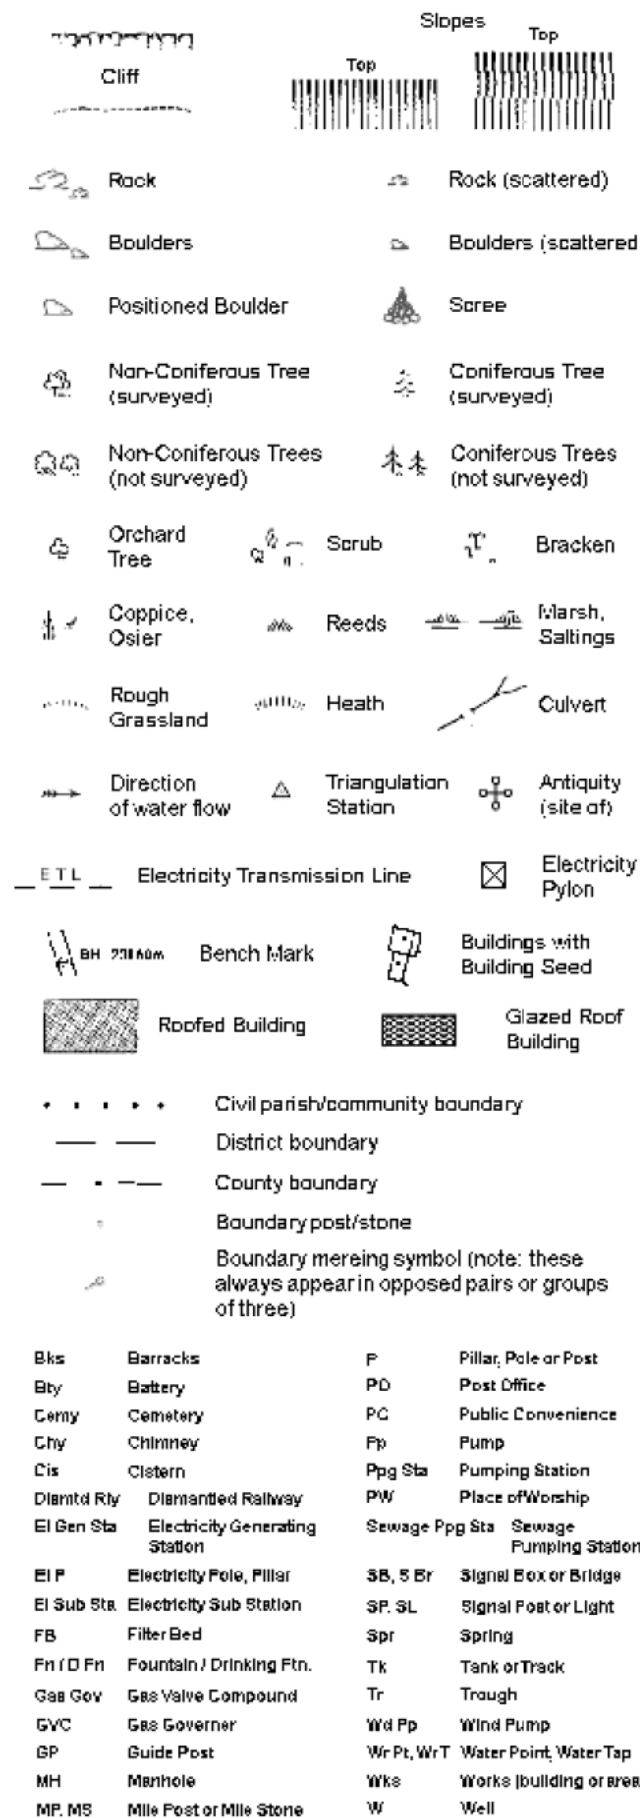 Slopes
Top
Top
Cliff
Rock
Rock (scattered)
Boulders
Boulders (scattered
Positioned Boulder
Scree
Non-Coniferous Tree
(surveyed)
Coniferous Tree
(surveyed)
Non-Coniferous Trees
(not surveyed)
Coniferous Trees
(not surveyed)
Orchard
Tree
Scrub
Bracken
Coppice,
Osier
Reeds
Marsh,
Saltings
Rough
Grassland
Heath
Culvert
Direction
of water flow
Triangulation
Station
Antiquity
(site of)
E T L
Electricity Transmission Line
Electricity
Pylon
Bench Mark
Buildings with
Building Seed
Roofed Building
Glazed Roof
Building
Civil parish/community boundary
District boundary
County boundary
Boundary post/stone
Boundary mereing symbol (note: these
always appear in opposed pairs or groups
of three)
Bks Barracks
P Pillar, Pole or Post
Bty Battery
PO Post Office
Cemy Cemetery
PC Public Convenience
Chy Chimney
Pp Pump
Cis Cistern
Ppg Sta Pumping Station
Dismtd Rly Dismantled Railway
PW Place of Worship
El Gen Sta Electricity Generating
Station
Sewage Ppg Sta Sewage
Pumping Station
El P Electricity Pole, Pillar
SB, S Br Signal Box or Bridge
El Sub Sta Electricity Sub Station
SP, SL Signal Post or Light
FB Filter Bed
Spr Spring
Fn / D Fn Fountain / Drinking Ftn.
Tk Tank or Track
Gas Gov Gas Valve Compound
Tr Trough
GVC Gas Governer
Wd Pp Wind Pump
GP Guide Post
Wr Pt, Wr T Water Point, Water Tap
MH Manhole
Wks Works (building or area
MP, MS Mile Post or Mile Stone
W Well